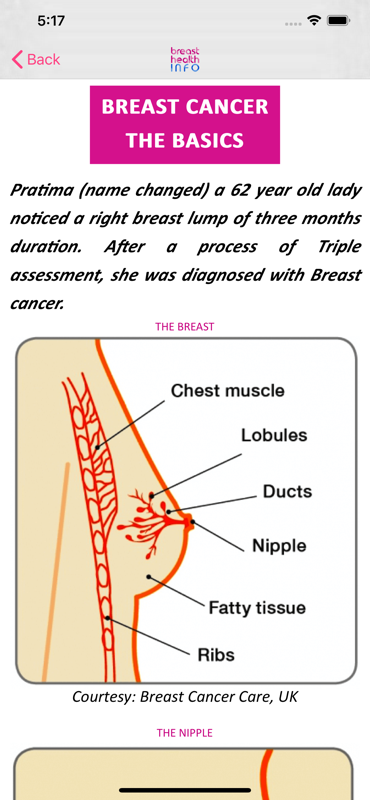 5:17
Back
breast
health
INFO
BREAST CANCER
THE BASICS
Pratima (name changed) a 62 year old lady
noticed a right breast lump of three months
duration. After a process of Triple
assessment, she was diagnosed with Breast
cancer.
THE BREAST
Chest muscle
Lobules
Ducts
Nipple
Fatty tissue
Ribs
Courtesy: Breast Cancer Care, UK
THE NIPPLE